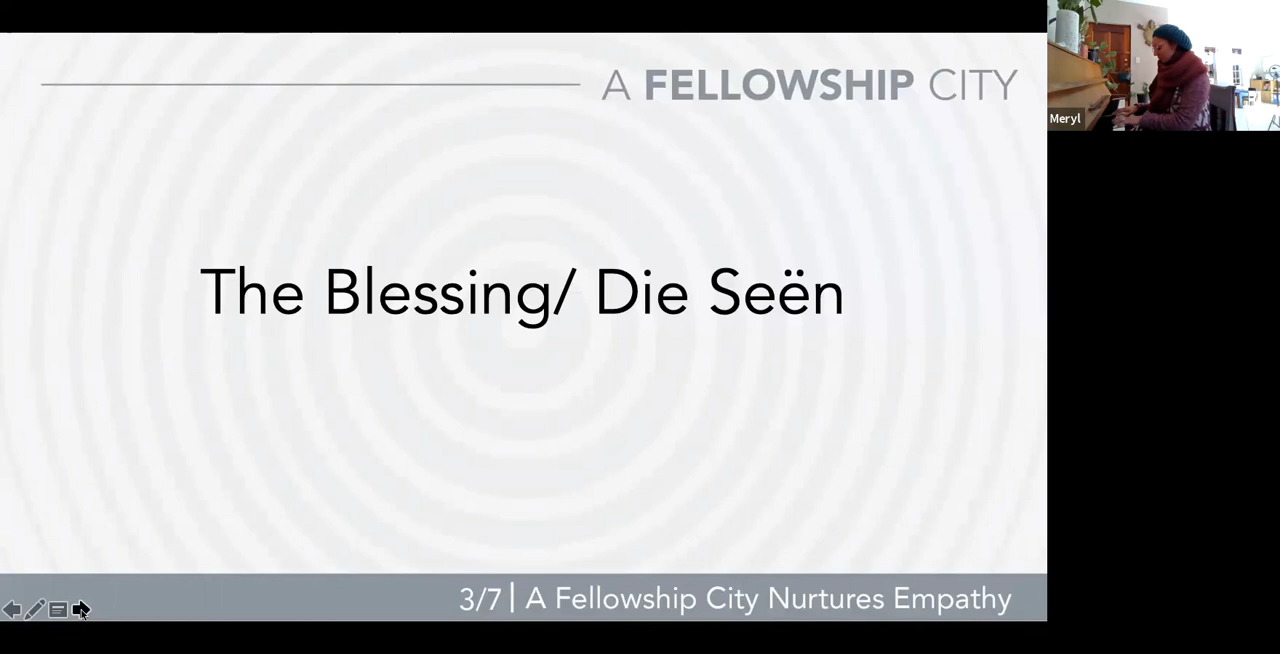 A FELLOWSHIP CITY
Meryl
The Blessing/ Die Seën
3/7 | A Fellowship City Nurtures Empathy